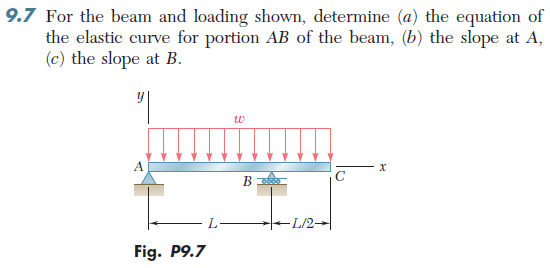 9.7 For the beam and loading shown, determine (a) the equation of
the elastic curve for portion AB of the beam, (b) the slope at A,
(c) the slope at B.
y
w
A
x
B
C
L
L/2
Fig. P9.7